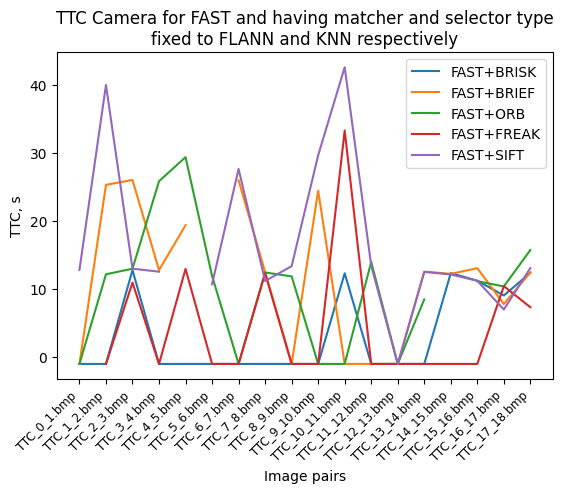 TTC Camera for FAST and having matcher and selector type
fixed to FLANN and KNN respectively
FAST+BRISK
FAST+BRIEF
FAST+ORB
FAST+FREAK
FAST+SIFT
40
30
20
10
0
TTC, s
TTC_0_1.bmp
TTC_1_2.bmp
TTC_2_3.bmp
TTC_3_4.bmp
TTC_4_5.bmp
TTC_5_6.bmp
TTC_6_7.bmp
TTC_7_8.bmp
TTC_8_9.bmp
TTC_9_10.bmp
TTC_10_11.bmp
TTC_11_12.bmp
TTC_12_13.bmp
TTC_13_14.bmp
TTC_14_15.bmp
TTC_15_16.bmp
TTC_16_17.bmp
TTC_17_18.bmp
Image pairs